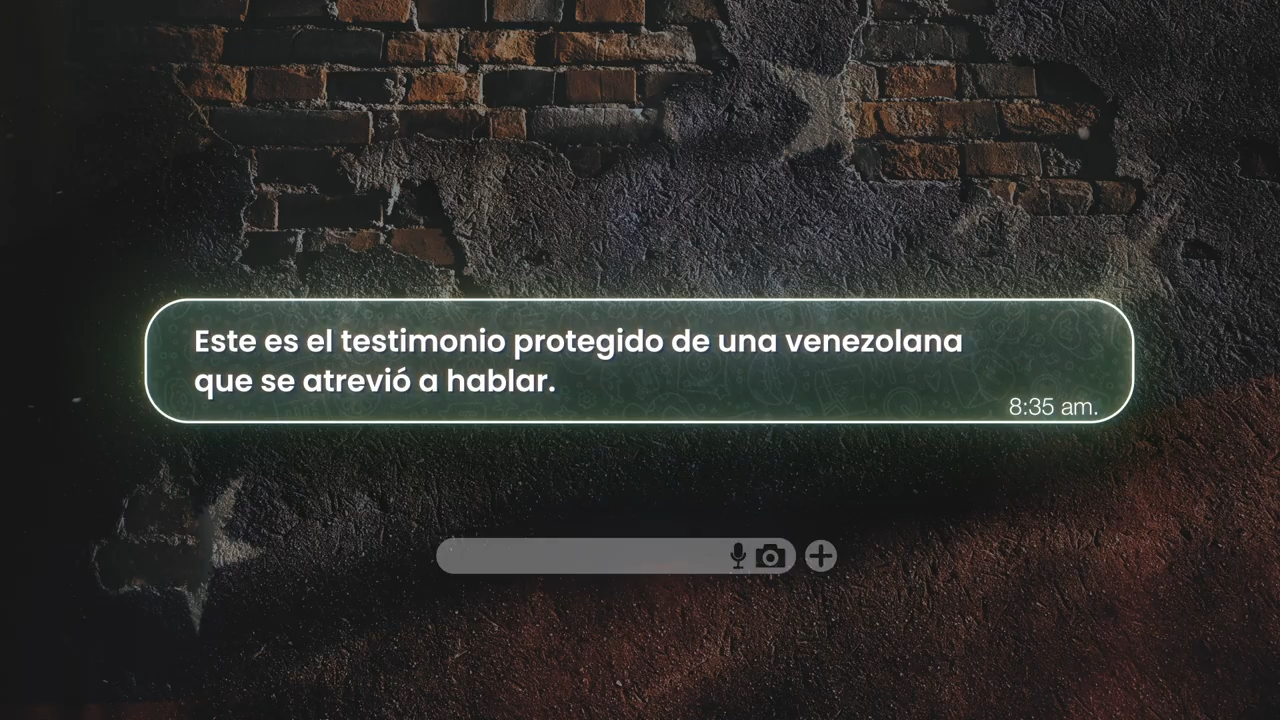 Este es el testimonio protegido de una venezolana
que se atrevió a hablar.
8:35 am.